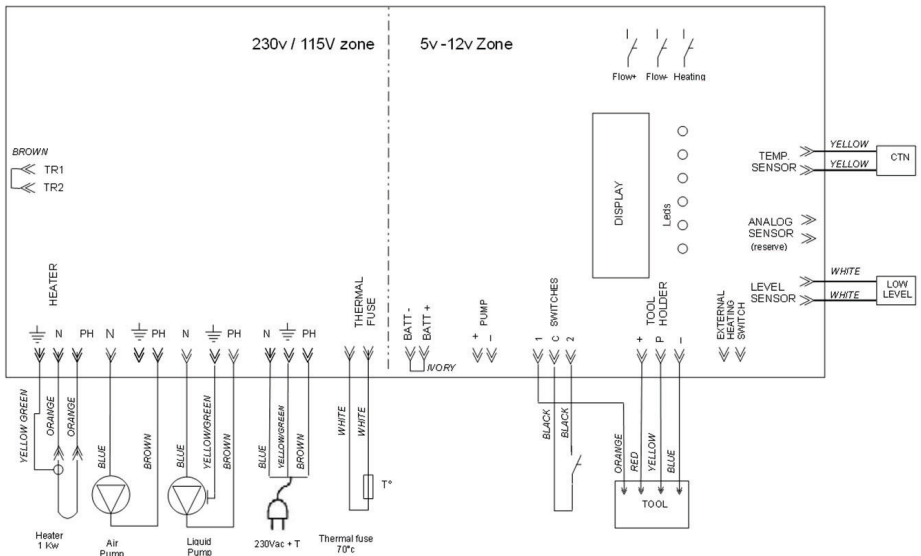 230v / 115V zone
5v -12v Zone
Flow+
Flow-
Heating
BROWN
TR1
TR2
DISPLAY
Leds
TEMP.
SENSOR
YELLOW
YELLOW
CTN
ANALOG
SENSOR
(reserve)
LEVEL
SENSOR
WHITE
WHITE
LOW
LEVEL
HEATER
N
PH
N
PH
N
PH
N
PH
THERMAL
FUSE
BATT -
BATT +
IVORY
+
PUMP
-
1
C
SWITCHES
2
+
P
TOOL
HOLDER
-
EXTERNAL
HEATING
SWITCH
YELLOW GREEN
ORANGE
ORANGE
BLUE
BROWN
BLUE
YELLOW/GREEN
BROWN
BLUE
YELLOW/GREEN
BROWN
WHITE
WHITE
T°
BLACK
BLACK
ORANGE
RED
YELLOW
BLUE
TOOL
Heater
1 Kw
Air
Pump
Liquid
Pump
230Vac + T
Thermal fuse
70°c